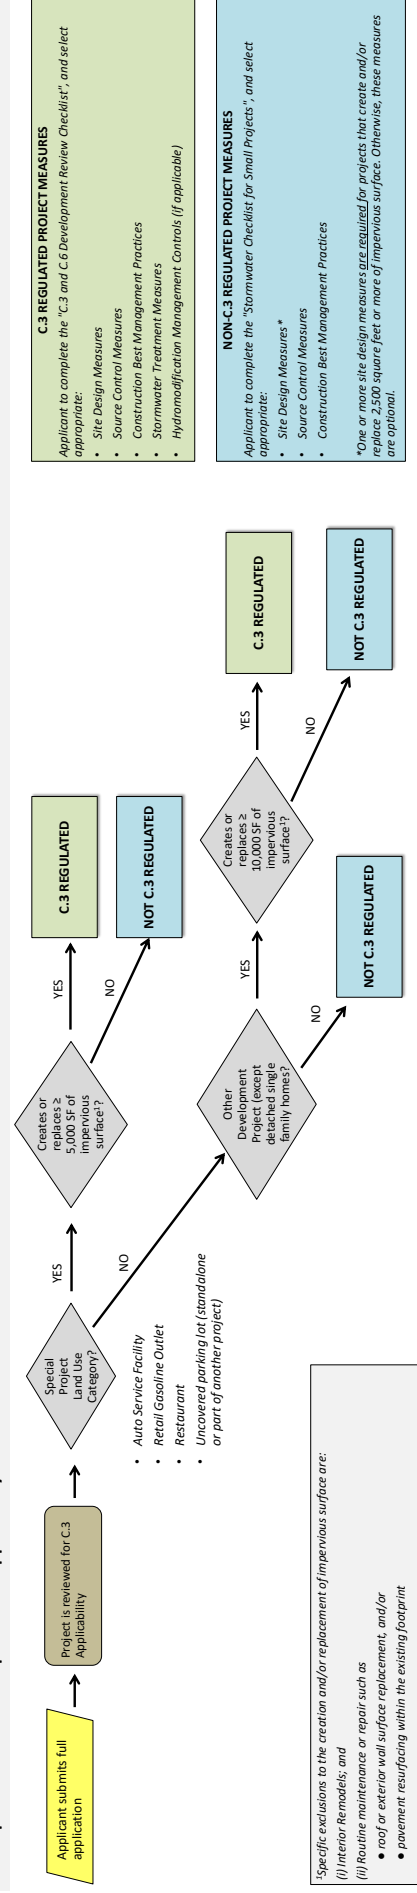 Applicant submits full
application
Project is reviewed for C.3
Applicability
Special
Project
Land Use
Category?
• Auto Service Facility
• Retail Gasoline Outlet
• Restaurant
• Uncovered parking lot (standalone
or part of another project)
YES
NO
Creates or
replaces ≥
5,000 SF of
impervious
surface¹?
YES
NO
C.3 REGULATED
NOT C.3 REGULATED
Other
Development
Project (except
detached single
family homes?
YES
NO
NOT C.3 REGULATED
Creates or
replaces ≥
10,000 SF of
impervious
surface¹?
YES
NO
C.3 REGULATED
NOT C.3 REGULATED
C.3 REGULATED PROJECT MEASURES
Applicant to complete the "C.3 and C.6 Development Review Checklist", and select
appropriate:
• Site Design Measures
• Source Control Measures
• Construction Best Management Practices
• Stormwater Treatment Measures
• Hydromodification Management Controls (if applicable)
NON-C.3 REGULATED PROJECT MEASURES
Applicant to complete the "Stormwater Checklist for Small Projects", and select
appropriate:
• Site Design Measures*
• Source Control Measures
• Construction Best Management Practices
*One or more site design measures are required for projects that create and/or
replace 2,500 square feet or more of impervious surface. Otherwise, these measures
are optional.
¹Specific exclusions to the creation and/or replacement of impervious surface are:
(i) Interior Remodels; and
(ii) Routine maintenance or repair such as
● roof or exterior wall surface replacement, and/or
● pavement resurfacing within the existing footprint